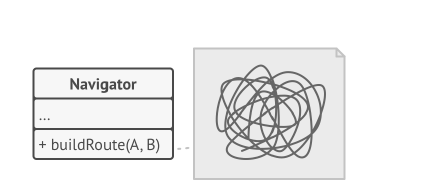 Navigator
...
+ buildRoute(A, B)